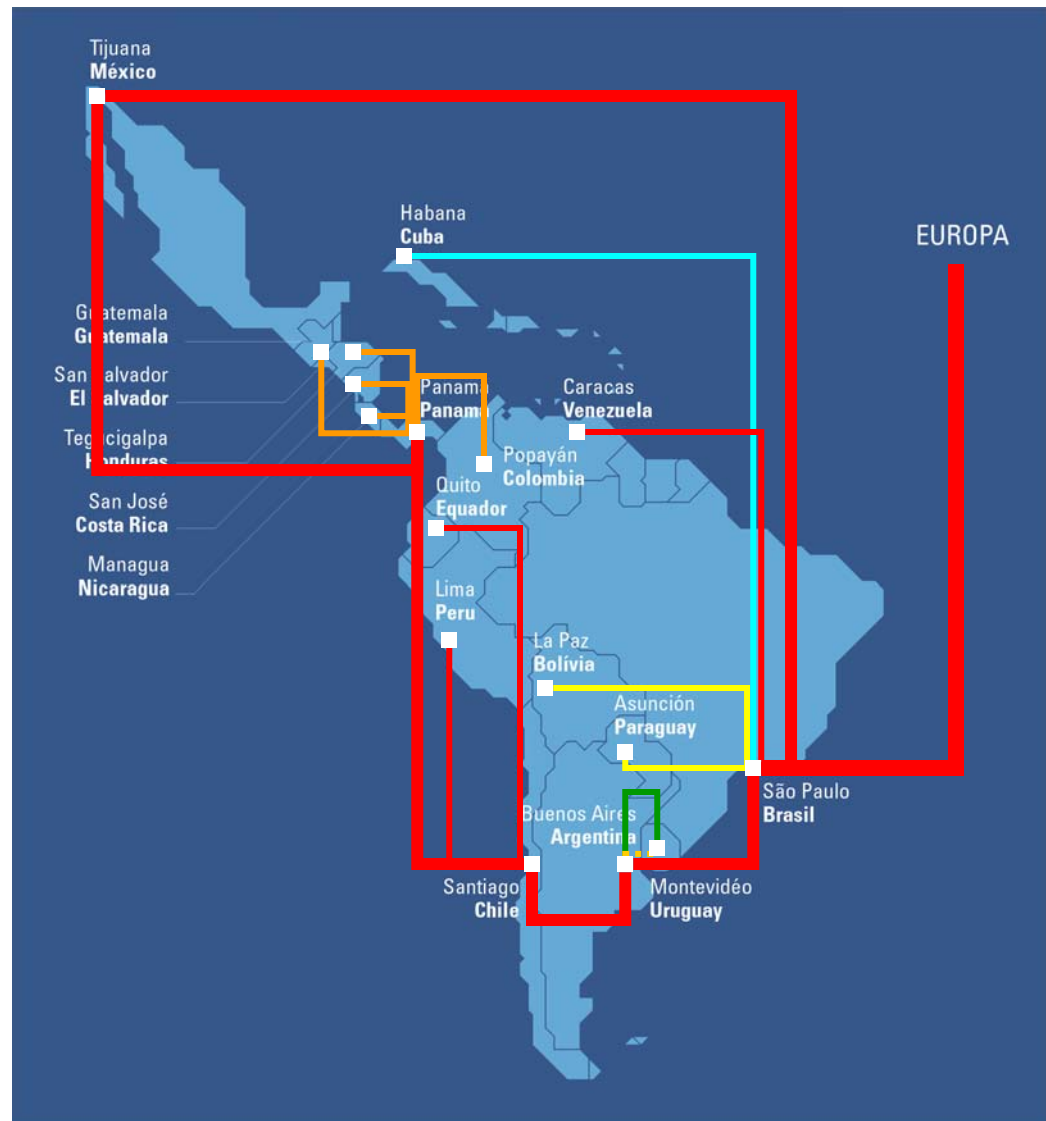 Tijuana
México
Habana
Cuba
EUROPA
Guatemala
Guatemala
San Salvador
El Salvador
Tegucigalpa
Honduras
San José
Costa Rica
Managua
Nicaragua
Panama
Panama
Caracas
Venezuela
Popayán
Colombia
Quito
Equador
Lima
Peru
La Paz
Bolívia
Asunción
Paraguay
São Paulo
Brasil
Buenos Aires
Argentina
Santiago
Chile
Montevidéo
Uruguay